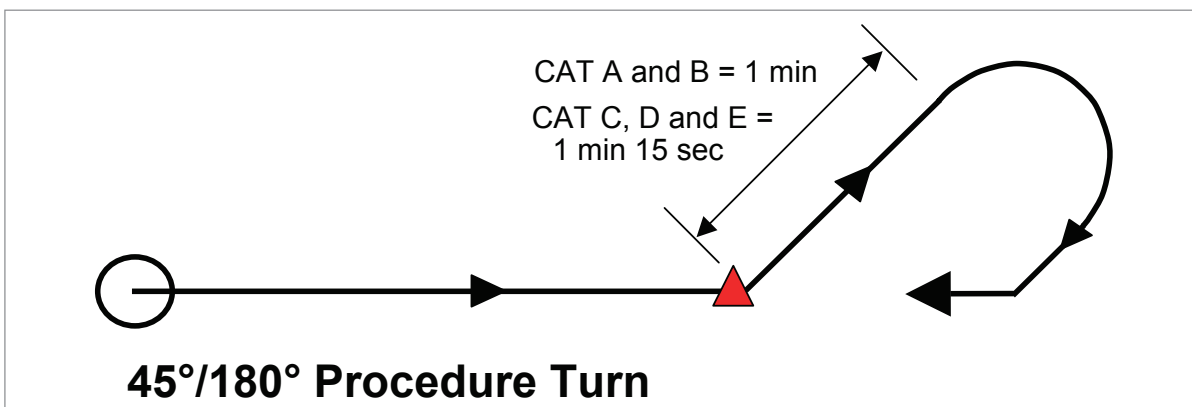 CAT A and B = 1 min
CAT C, D and E =
1 min 15 sec
45°/180° Procedure Turn